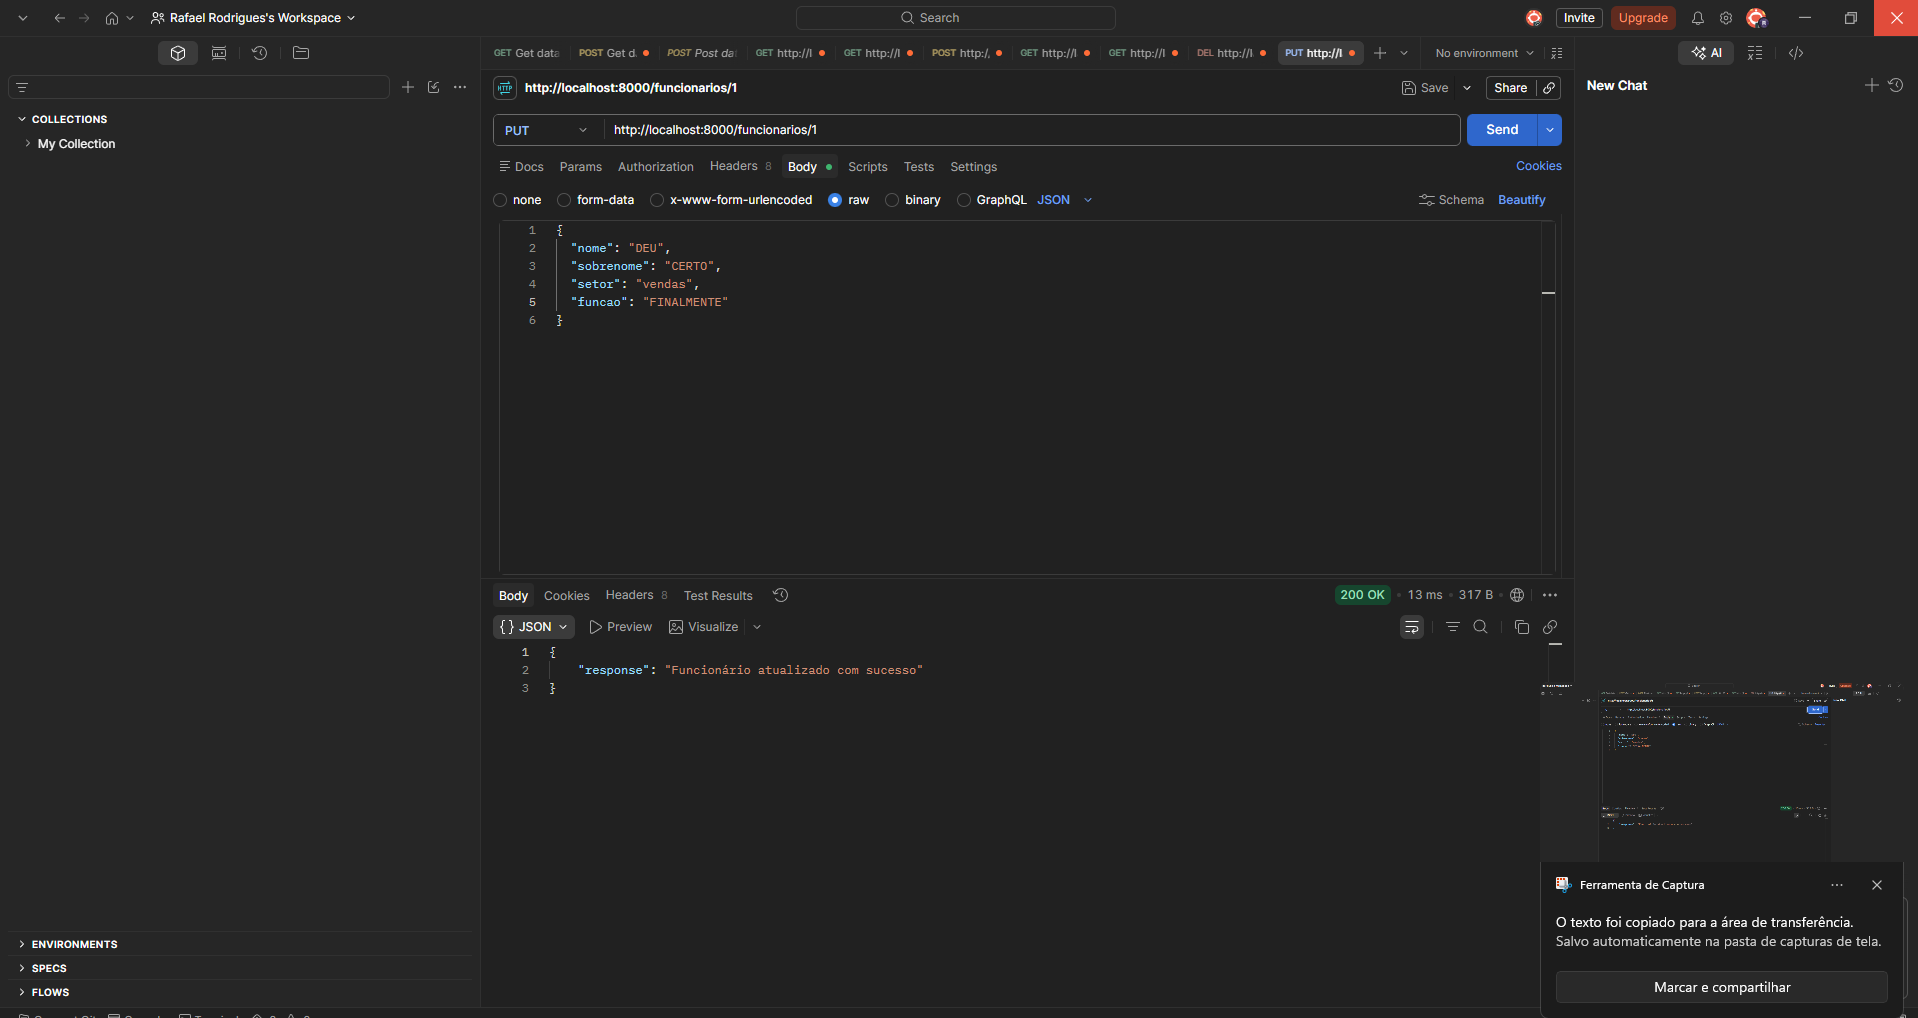 Rafael Rodrigues's Workspace
Search
Invite
Upgrade
GET Get data
POST Get d.
POST Post dat
GET http://l
GET http://l
POST http:/,
GET http://l
GET http://l
DEL http://l
PUT http://l
No environment
AI
http://localhost:8000/funcionarios/1
Save
Share
New Chat
COLLECTIONS
My Collection
PUT
http://localhost:8000/funcionarios/1
Send
Docs
Params
Authorization
Headers 8
Body
Scripts
Tests
Settings
Cookies
none
form-data
x-www-form-urlencoded
raw
binary
GraphQL
JSON
Schema
Beautify
1 {
2 "nome": "DEU",
3 "sobrenome": "CERTO",
4 "setor": "vendas",
5 "funcao": "FINALMENTE"
6 }
Body
Cookies
Headers 8
Test Results
200 OK
13 ms
317 B
{} JSON
Preview
Visualize
1 {
2 "response": "Funcionário atualizado com sucesso"
3 }
Ferramenta de Captura
O texto foi copiado para a área de transferência.
Salvo automaticamente na pasta de capturas de tela.
Marcar e compartilhar
ENVIRONMENTS
SPECS
FLOWS